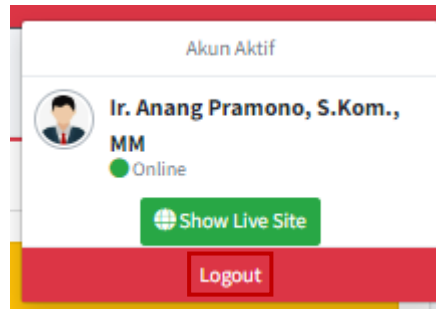 Akun Aktif
Ir. Anang Pramono, S.Kom.,
MM
Online
Show Live Site
Logout